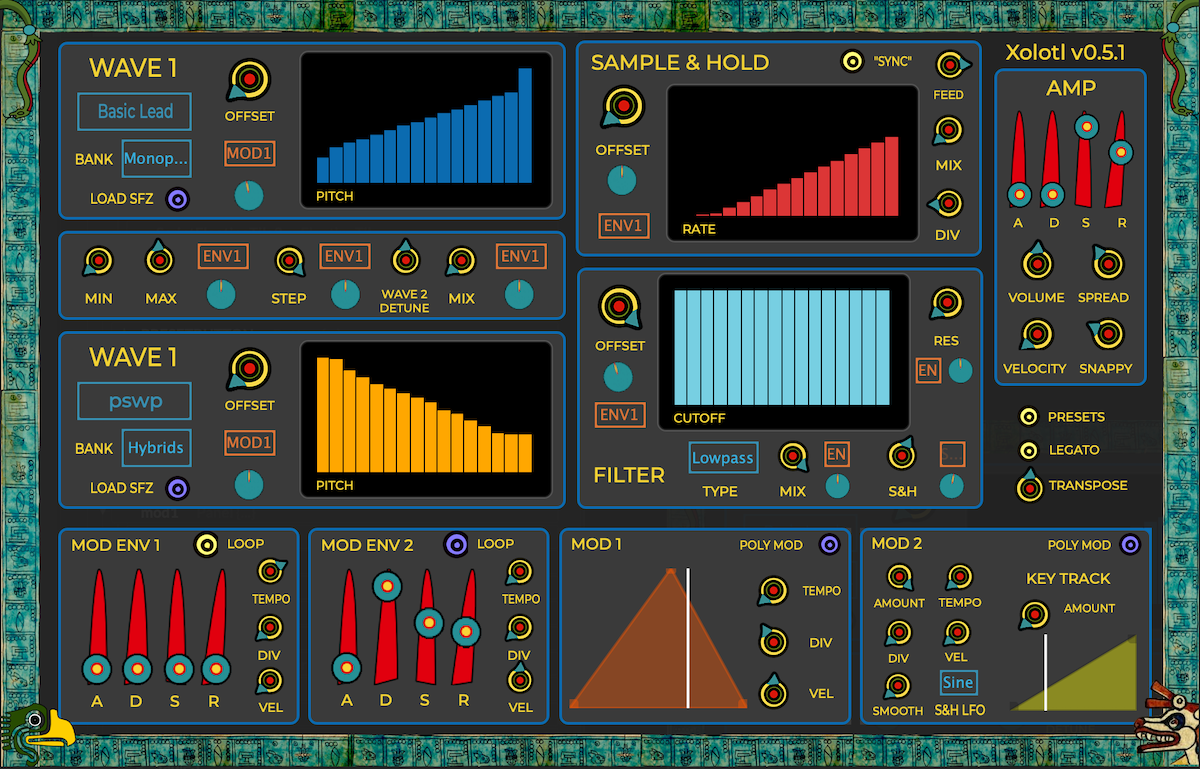 WAVE 1
Basic Lead
BANK Monop...
LOAD SFZ
OFFSET
MOD1
PITCH
MIN
MAX
ENV1
STEP
ENV1
WAVE 2
DETUNE
MIX
ENV1
WAVE 1
pswp
BANK Hybrids
LOAD SFZ
OFFSET
MOD1
PITCH
SAMPLE & HOLD
"SYNC"
FEED
OFFSET
MIX
ENV1
RATE
DIV
OFFSET
ENV1
CUTOFF
RES
EN
FILTER
Lowpass
TYPE
MIX
EN
S&H
S...
Xolotl v0.5.1
AMP
A D S R
VOLUME SPREAD
VELOCITY SNAPPY
PRESETS
LEGATO
TRANSPOSE
MOD ENV 1
LOOP
TEMPO
DIV
VEL
A D S R
MOD ENV 2
LOOP
TEMPO
DIV
VEL
A D S R
MOD 1
POLY MOD
TEMPO
DIV
VEL
MOD 2
POLY MOD
AMOUNT TEMPO
DIV VEL
SMOOTH
Sine
S&H LFO
KEY TRACK
AMOUNT